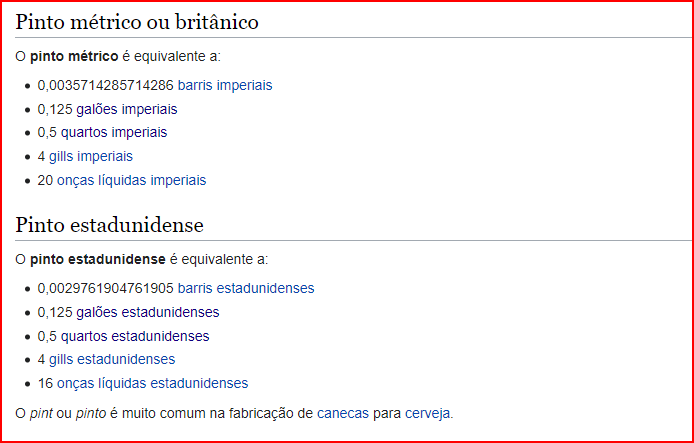 Pinto métrico ou britânico
O pinto métrico é equivalente a:
0,0035714285714286 barris imperiais
0,125 galões imperiais
0,5 quartos imperiais
4 gills imperiais
20 onças líquidas imperiais
Pinto estadunidense
O pinto estadunidense é equivalente a:
0,0029761904761905 barris estadunidenses
0,125 galões estadunidenses
0,5 quartos estadunidenses
4 gills estadunidenses
16 onças líquidas estadunidenses
O pint ou pinto é muito comum na fabricação de canecas para cerveja.